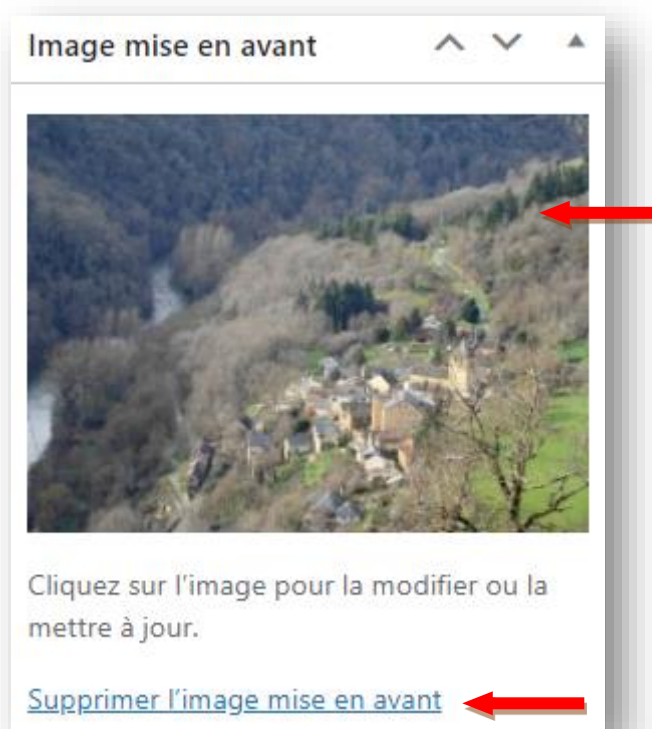 Image mise en avant
Cliquez sur l’image pour la modifier ou la
mettre à jour.
Supprimer l’image mise en avant